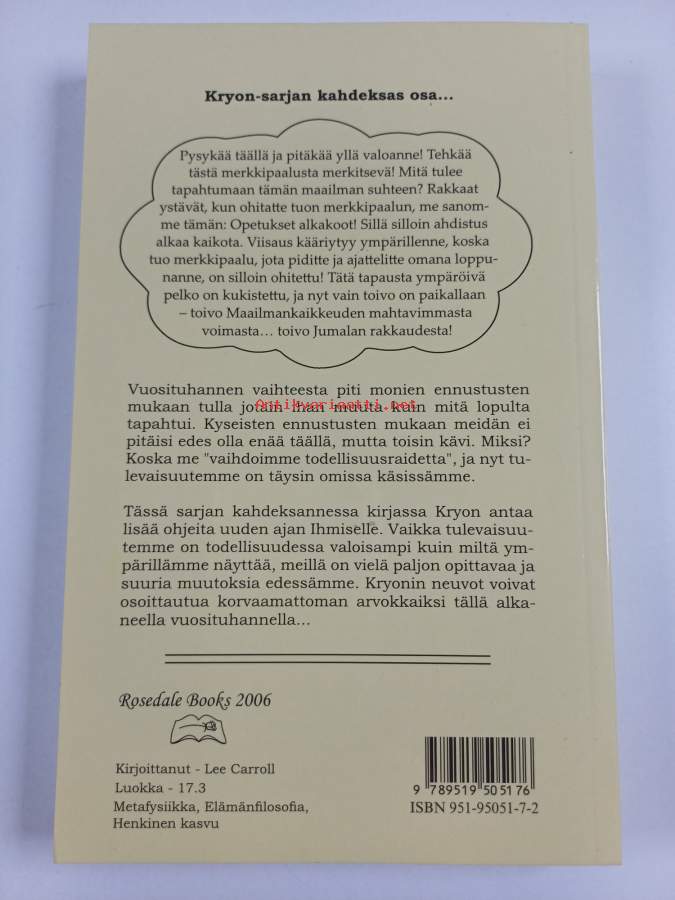 Kryon-sarjan kahdeksas osa...
Pysykää täällä ja pitäkää yllä valoanne! Tehkää
tästä merkkipaalusta merkitsevä! Mitä tulee
tapahtumaan tämän maailman suhteen? Rakkaat
ystävät, kun ohitatte tuon merkkipaalun, me sanom-
me tämän: Opetukset alkakoot! Sillä silloin ahdistus
alkaa kaikota. Viisaus kääriytyy ympärillenne, koska
tuo merkkipaalu, jota piditte ja ajattelitte omana loppu-
nanne, on silloin ohitettu! Tätä tapausta ympäröivä
pelko on kukistettu, ja nyt vain toivo on paikallaan
– toivo Maailmankaikkeuden mahtavimmasta
voimasta... toivo Jumalan rakkaudesta!
Vuosituhannen vaihteesta piti monien ennustusten
mukaan tulla jotain ihan muuta kuin mitä lopulta
Antikvariaatti.net
tapahtui. Kyseisten ennustusten mukaan meidän ei
pitäisi edes olla enää täällä, mutta toisin kävi. Miksi?
Koska me "vaihdoimme todellisuusraidetta", ja nyt tu-
levaisuutemme on täysin omissa käsissämme.
Tässä sarjan kahdeksannessa kirjassa Kryon antaa
lisää ohjeita uuden ajan Ihmiselle. Vaikka tulevaisuu-
temme on todellisuudessa valoisampi kuin miltä ym-
pärillämme näyttää, meillä on vielä paljon opittavaa ja
suuria muutoksia edessämme. Kryonin neuvot voivat
osoittautua korvaamattoman arvokkaiksi tällä alka-
neella vuosituhannella...
Rosedale Books 2006
Kirjoittanut - Lee Carroll
Luokka - 17.3
Metafysiikka, Elämänfilosofia,
Henkinen kasvu
9 789519 505176
ISBN 951-95051-7-2